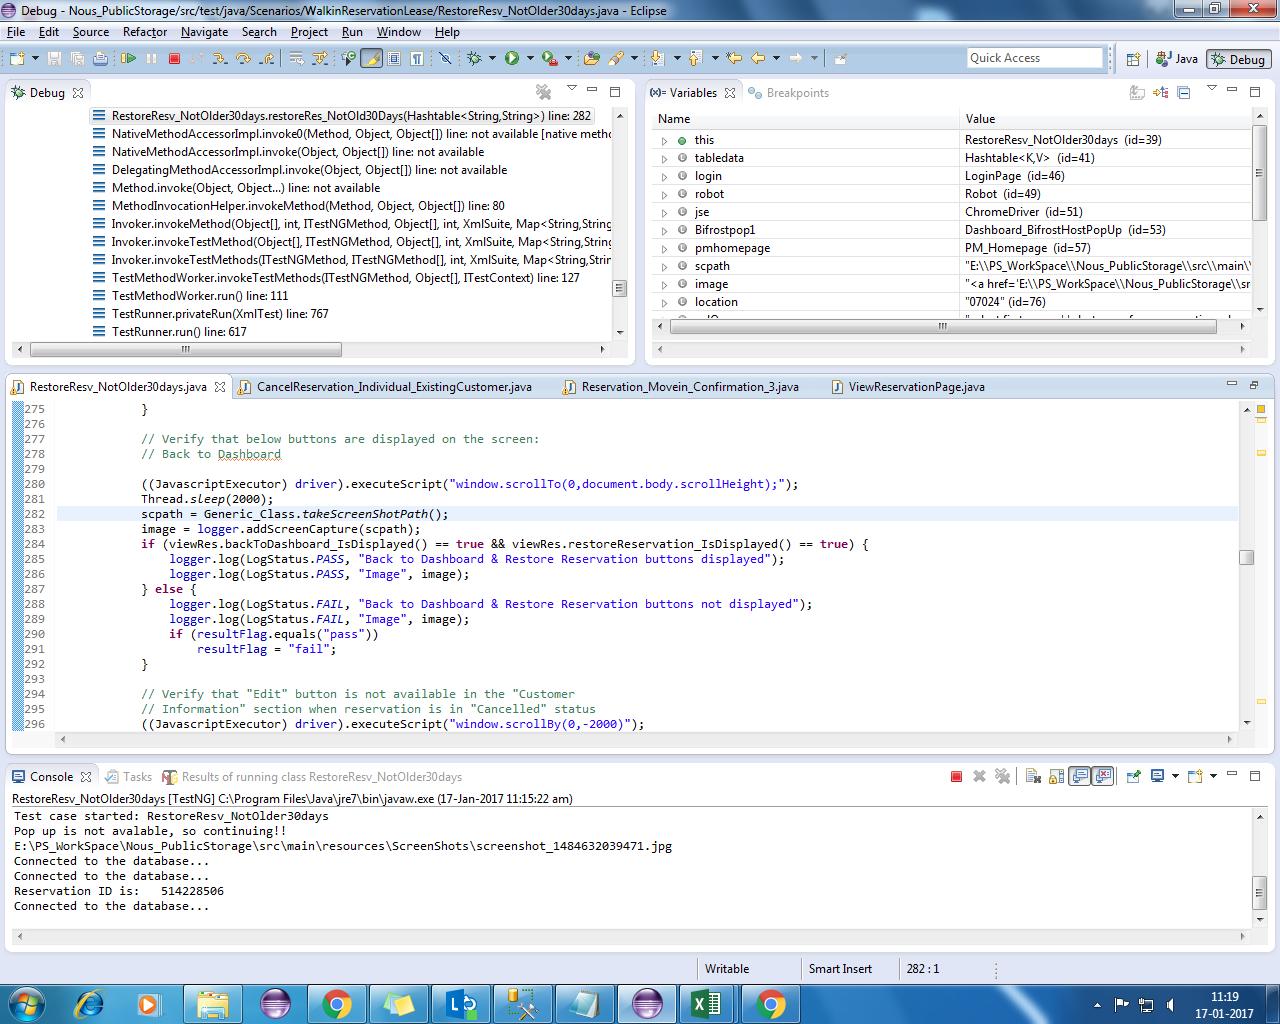 Debug - Nous_PublicStorage/src/test/java/Scenarios/WalkinReservationLease/RestoreResv_NotOlder30days.java - Eclipse
File Edit Source Refactor Navigate Search Project Run Window Help
Quick Access
Java
Debug
Debug
RestoreResv_NotOlder30days.restoreRes_NotOld30Days(Hashtable<String,String>) line: 282
NativeMethodAccessorImpl.invoke0(Method, Object, Object[]) line: not available [native metho
NativeMethodAccessorImpl.invoke(Object, Object[]) line: not available
DelegatingMethodAccessorImpl.invoke(Object, Object[]) line: not available
Method.invoke(Object, Object...) line: not available
MethodInvocationHelper.invokeMethod(Method, Object, Object[]) line: 80
Invoker.invokeMethod(Object[], int, ITestNGMethod, Object[], int, XmlSuite, Map<String,String
Invoker.invokeTestMethod(Object[], int, ITestNGMethod, Object[], int, XmlSuite, Map<String,String
Invoker.invokeTestMethods(ITestNGMethod, ITestNGMethod[], int, XmlSuite, Map<String,Strin
TestMethodWorker.invokeTestMethods(ITestNGMethod, Object[], ITestContext) line: 127
TestMethodWorker.run() line: 111
TestRunner.privateRun(XmlTest) line: 767
TestRunner.run() line: 617
(x)= Variables
Breakpoints
Name Value
this RestoreResv_NotOlder30days (id=39)
tabledata Hashtable<K,V> (id=41)
login LoginPage (id=46)
robot Robot (id=49)
jse ChromeDriver (id=51)
Bifrostpop1 Dashboard_BifrostHostPopUp (id=53)
pmhomepage PM_Homepage (id=57)
scpath "E:\\PS_WorkSpace\\Nous_PublicStorage\\src\\main\\
image "<a href='E:\\PS_WorkSpace\\Nous_PublicStorage\\sr
location "07024" (id=76)
RestoreResv_NotOlder30days.java
CancelReservation_Individual_ExistingCustomer.java
Reservation_Movein_Confirmation_3.java
ViewReservationPage.java
275 }
276
277 // Verify that below buttons are displayed on the screen:
278 // Back to Dashboard
279
280 ((JavascriptExecutor) driver).executeScript("window.scrollTo(0,document.body.scrollHeight);");
281 Thread.sleep(2000);
282 scpath = Generic_Class.takeScreenShotPath();
283 image = logger.addScreenCapture(scpath);
284 if (viewRes.backToDashboard_IsDisplayed() == true && viewRes.restoreReservation_IsDisplayed() == true) {
285 logger.log(LogStatus.PASS, "Back to Dashboard & Restore Reservation buttons displayed");
286 logger.log(LogStatus.PASS, "Image", image);
287 } else {
288 logger.log(LogStatus.FAIL, "Back to Dashboard & Restore Reservation buttons not displayed");
289 logger.log(LogStatus.FAIL, "Image", image);
290 if (resultFlag.equals("pass"))
291 resultFlag = "fail";
292 }
293
294 // Verify that "Edit" button is not available in the "Customer
295 // Information" section when reservation is in "Cancelled" status
296 ((JavascriptExecutor) driver).executeScript("window.scrollBy(0,-2000)");
Console
Tasks
Results of running class RestoreResv_NotOlder30days
RestoreResv_NotOlder30days [TestNG] C:\Program Files\Java\jre7\bin\javaw.exe (17-Jan-2017 11:15:22 am)
Test case started: RestoreResv_NotOlder30days
Pop up is not avalable, so continuing!!
E:\PS_WorkSpace\Nous_PublicStorage\src\main\resources\ScreenShots\screenshot_1484632039471.jpg
Connected to the database...
Connected to the database...
Reservation ID is: 514228506
Connected to the database...
Writable
Smart Insert
282 : 1
11:19
17-01-2017